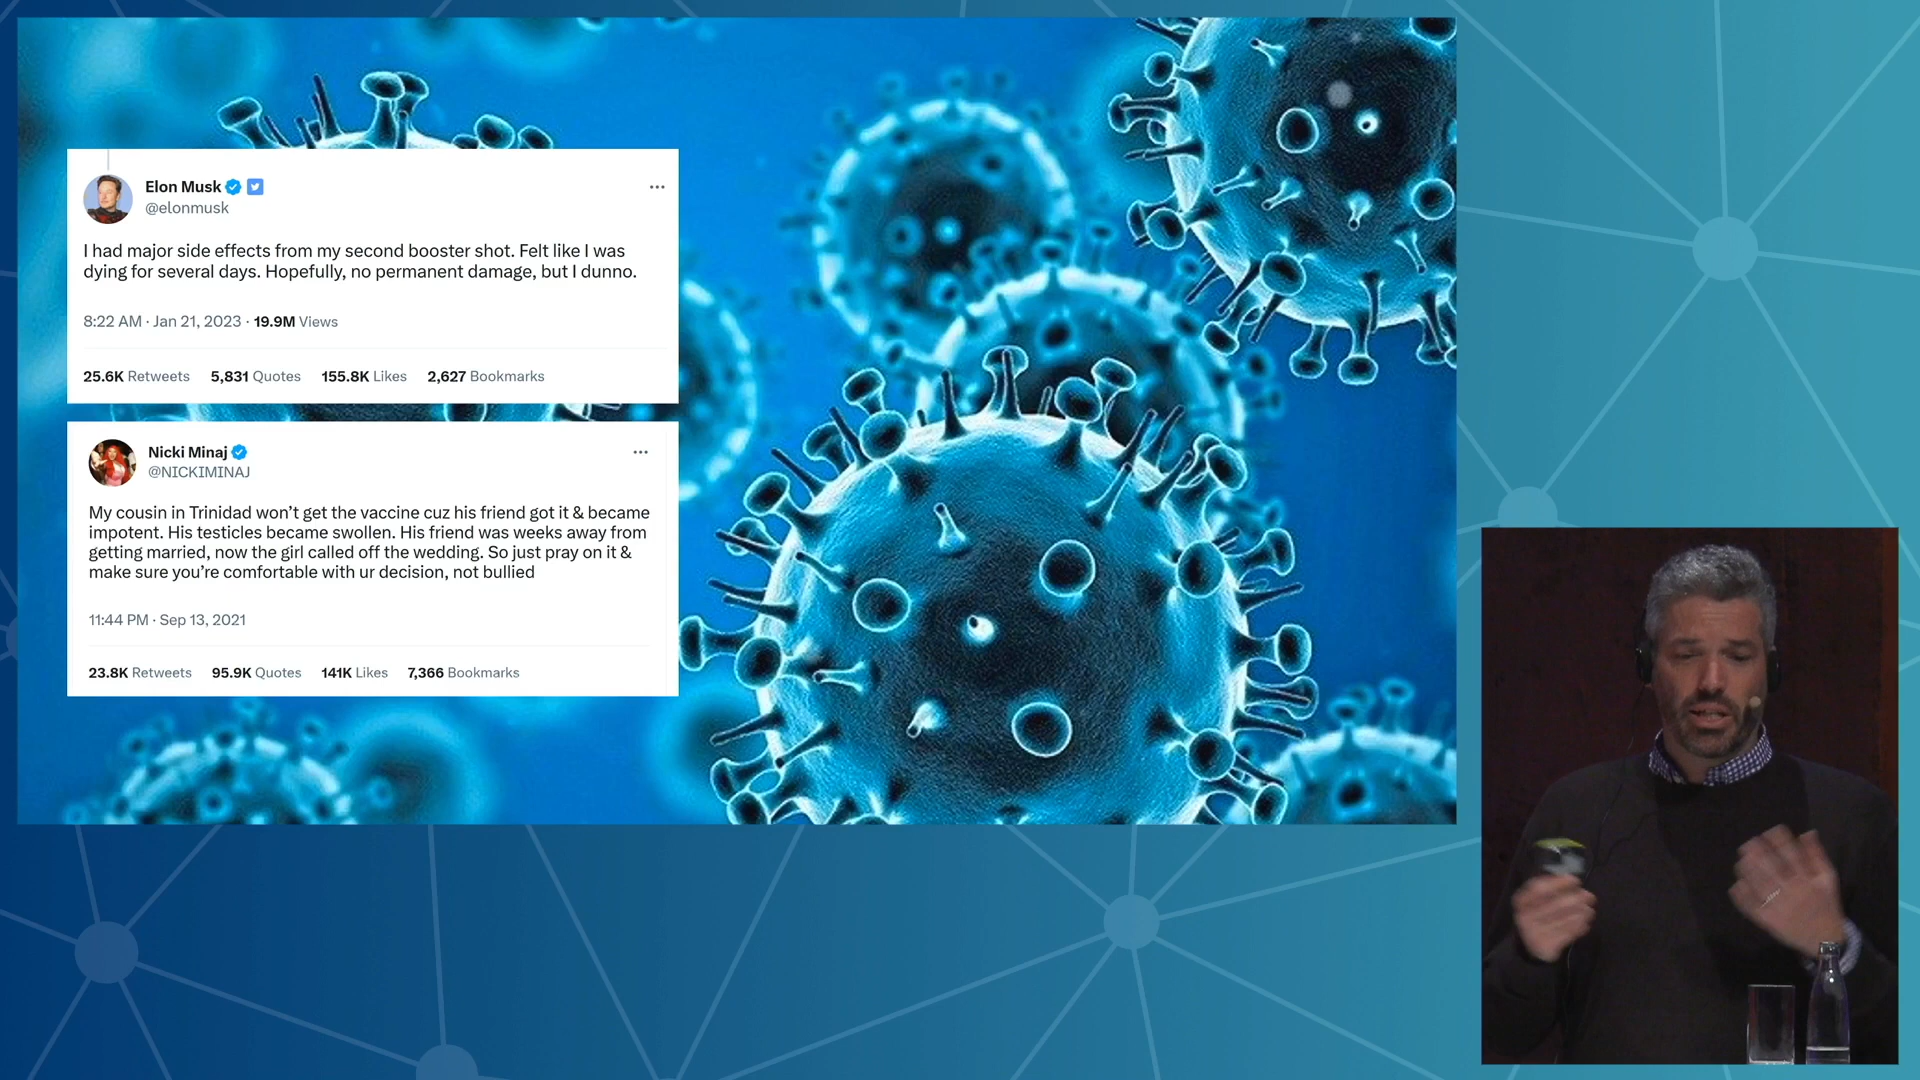 Elon Musk
@elonmusk
I had major side effects from my second booster shot. Felt like I was
dying for several days. Hopefully, no permanent damage, but I dunno.
8:22 AM · Jan 21, 2023 · 19.9M Views
25.6K Retweets 5,831 Quotes 155.8K Likes 2,627 Bookmarks
Nicki Minaj
@NICKIMINAJ
My cousin in Trinidad won’t get the vaccine cuz his friend got it & became
impotent. His testicles became swollen. His friend was weeks away from
getting married, now the girl called off the wedding. So just pray on it &
make sure you’re comfortable with ur decision, not bullied
11:44 PM · Sep 13, 2021
23.8K Retweets 95.9K Quotes 141K Likes 7,366 Bookmarks